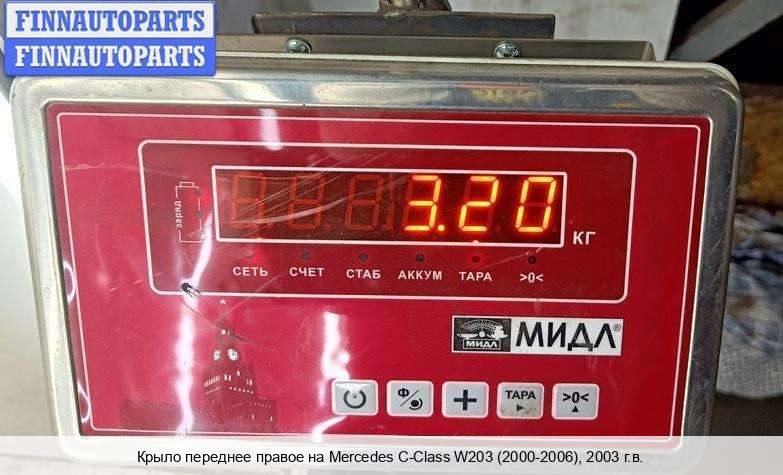 FINNAUTOPARTS
FINNAUTOPARTS
заряд
3.20
КГ
СЕТЬ СЧЕТ СТАБ АККУМ ТАРА >0<
МИДЛ МИДЛ®
Ф ТАРА >0<
Крыло переднее правое на Mercedes C-Class W203 (2000-2006), 2003 г.в.